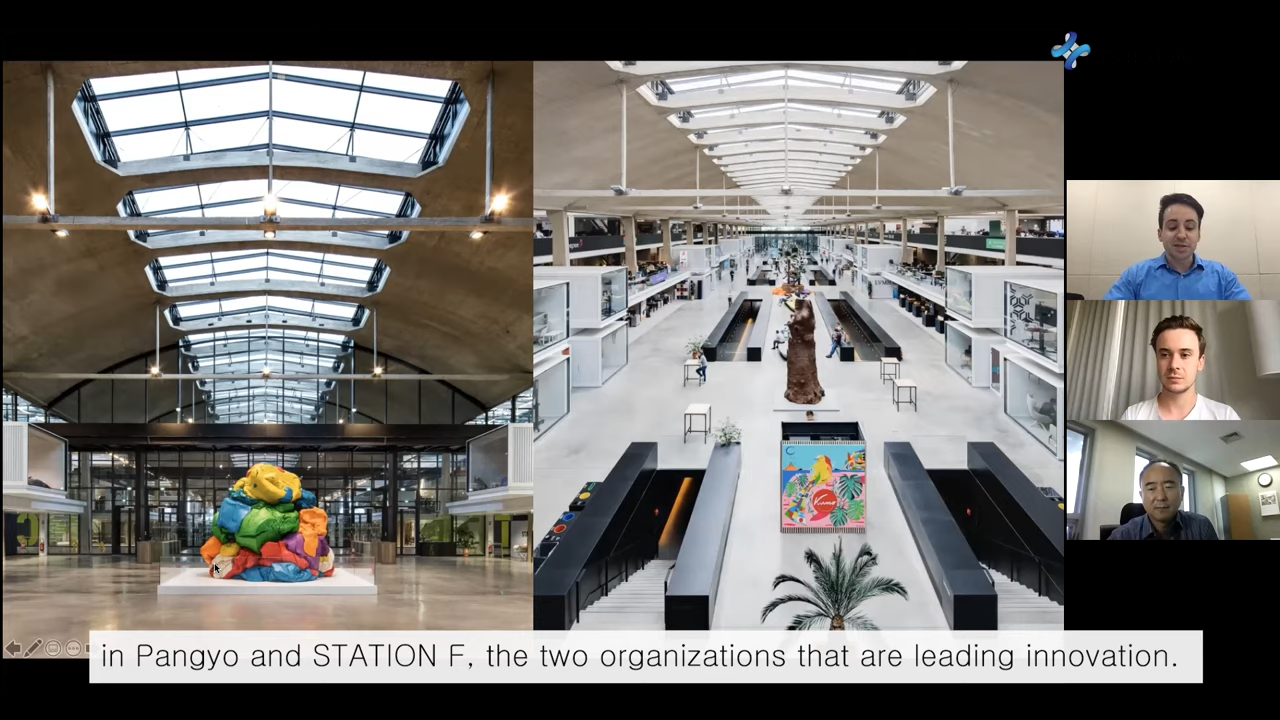 in Pangyo and STATION F, the two organizations that are leading innovation.